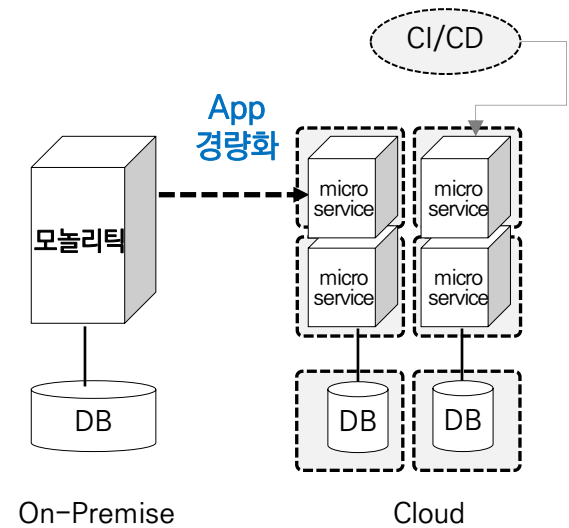 CI/CD
App
경량화
모놀리틱
micro
service
micro
service
micro
service
micro
service
DB
DB
DB
On-Premise
Cloud